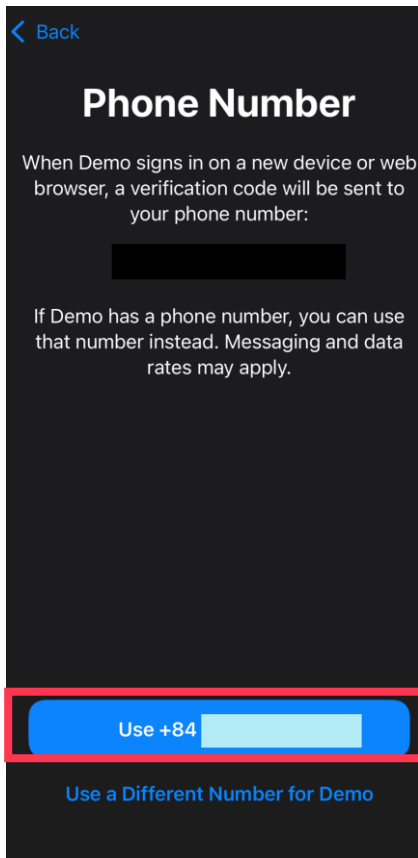 Back
Phone Number
When Demo signs in on a new device or web
browser, a verification code will be sent to
your phone number:
If Demo has a phone number, you can use
that number instead. Messaging and data
rates may apply.
Use +84
Use a Different Number for Demo